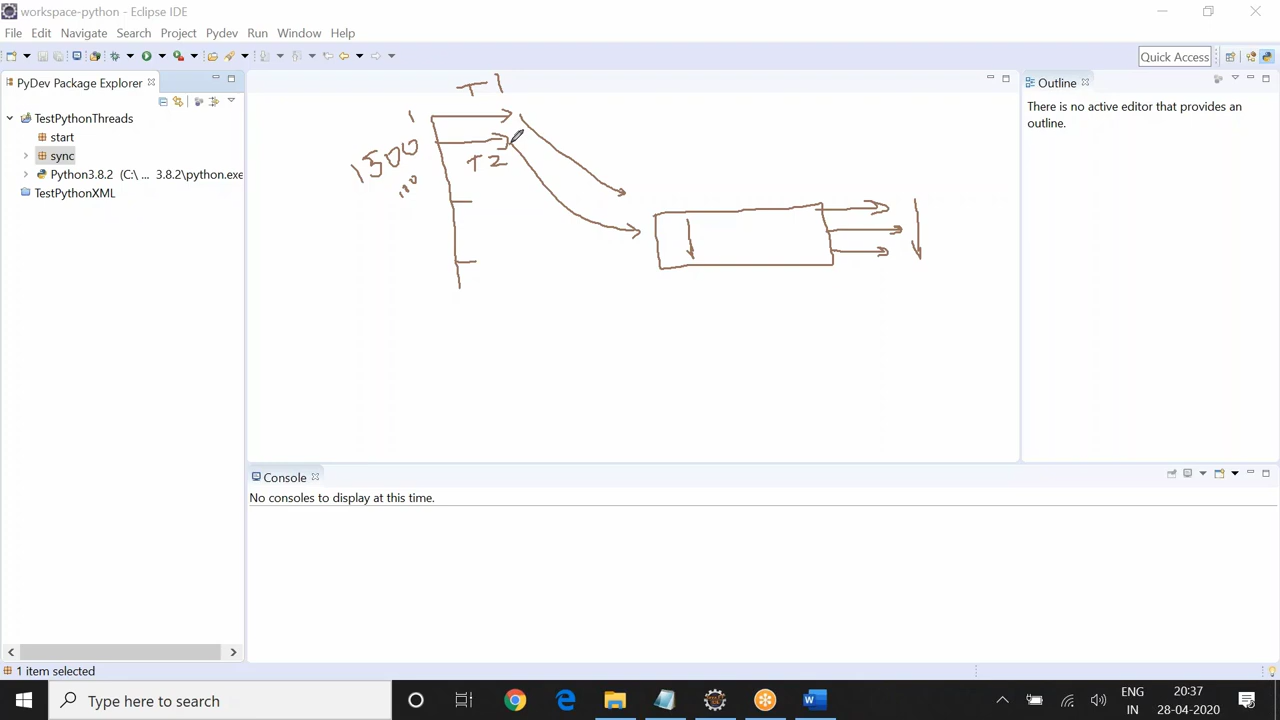 workspace-python - Eclipse IDE
File Edit Navigate Search Project Pydev Run Window Help
Quick Access
PyDev Package Explorer
TestPythonThreads
start
sync
Python3.8.2 (C:\ ... 3.8.2\python.exe
TestPythonXML
T1
1
1500
T2
100
Outline
There is no active editor that provides an
outline.
Console
No consoles to display at this time.
1 item selected
Type here to search
ENG
IN
20:37
28-04-2020